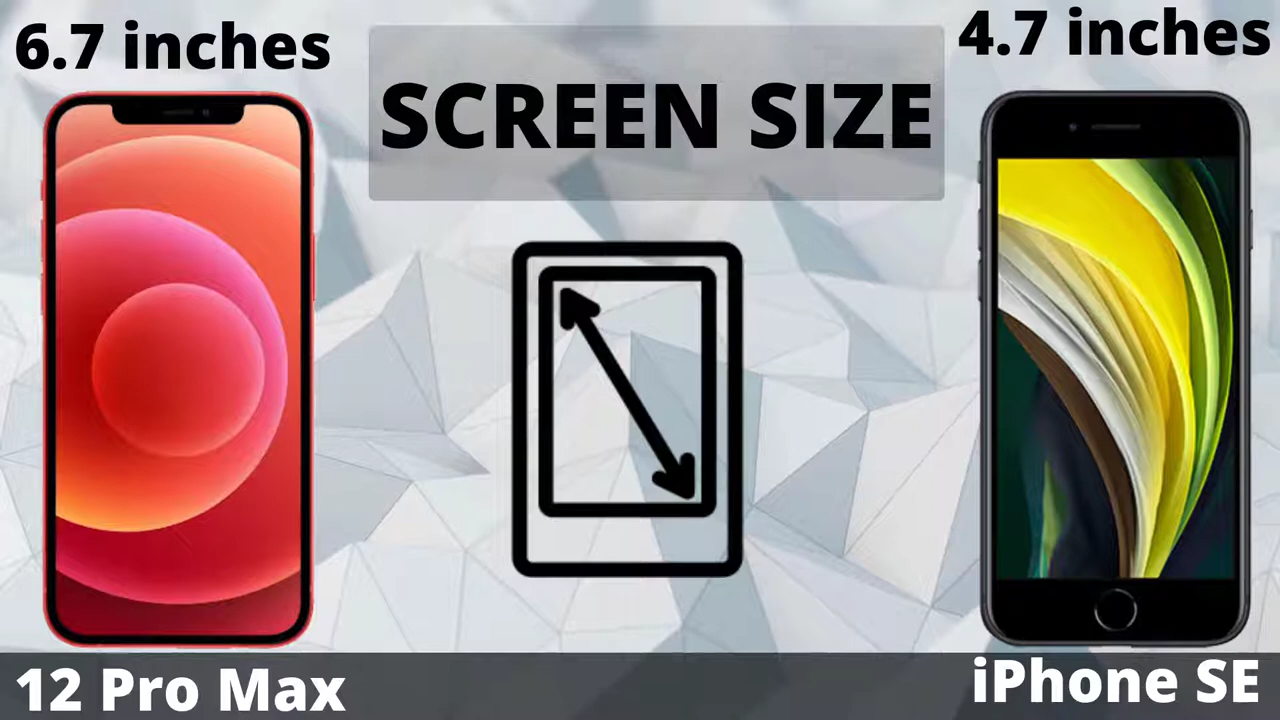 6.7 inches
SCREEN SIZE
4.7 inches
12 Pro Max
iPhone SE